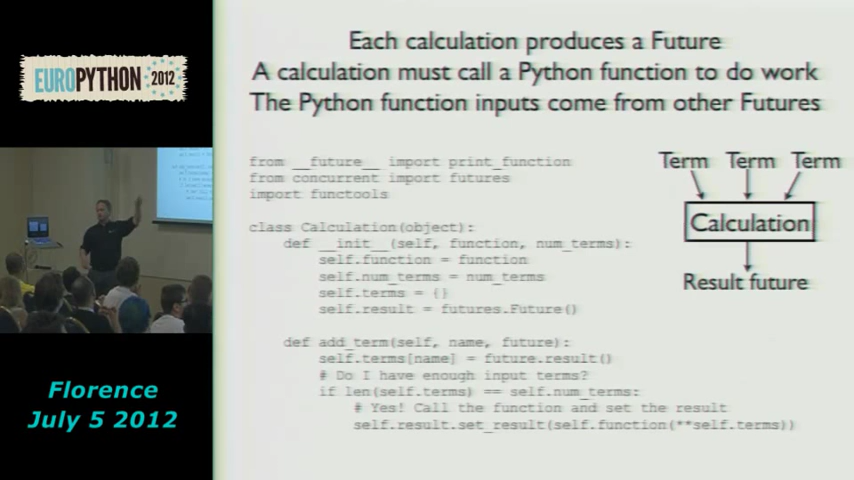 EUROPYTHON 2012
Florence
July 5 2012
Each calculation produces a Future
A calculation must call a Python function to do work
The Python function inputs come from other Futures
from __future__ import print_function
from concurrent import futures
import functools
class Calculation(object):
def __init__(self, function, num_terms):
self.function = function
self.num_terms = num_terms
self.terms = {}
self.result = futures.Future()
def add_term(self, name, future):
self.terms[name] = future.result()
# Do I have enough input terms?
if len(self.terms) == self.num_terms:
# Yes! Call the function and set the result
self.result.set_result(self.function(**self.terms))
Term Term Term
Calculation
Result future